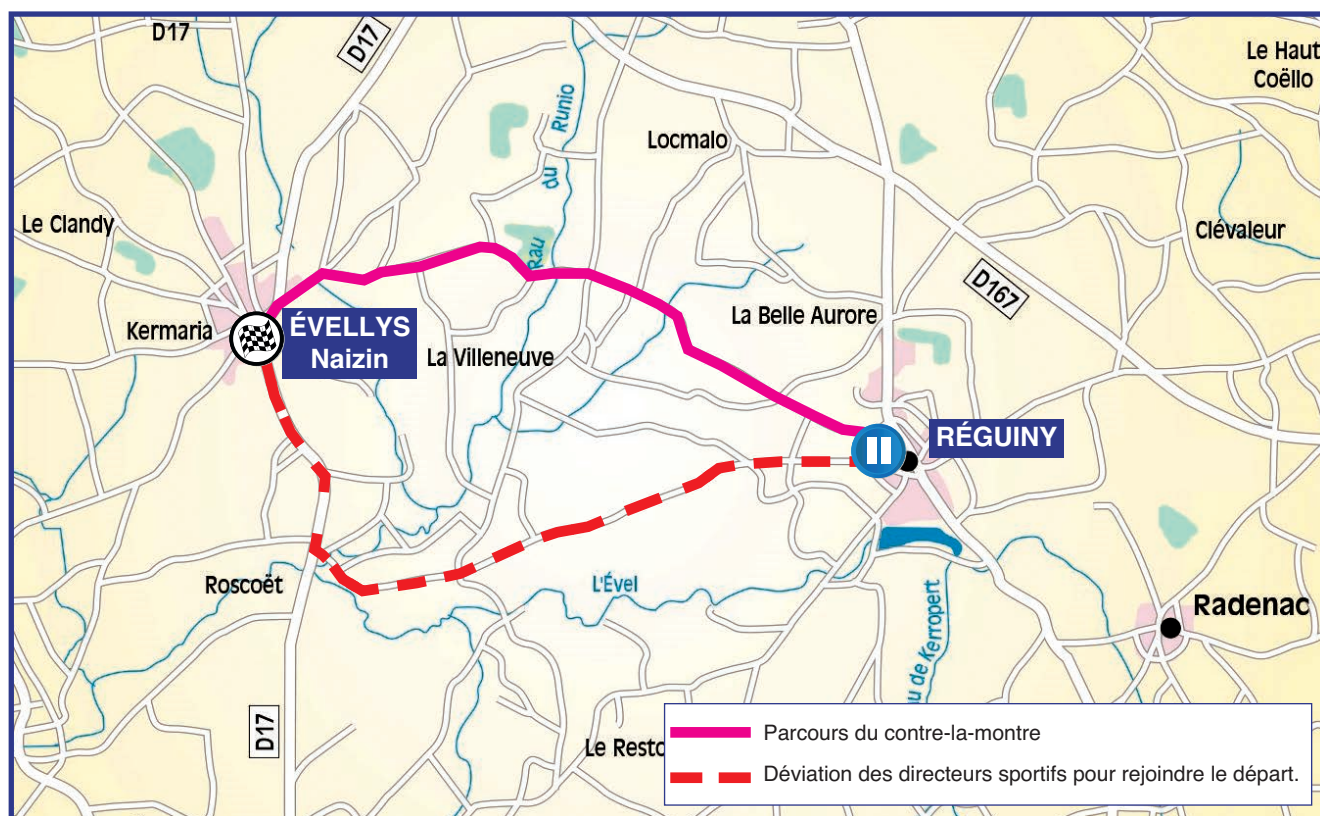 D17
D17
Le Haut
Coëllo
Rau du Runio
Locmalo
Le Clandy
Clévaleur
D167
La Belle Aurore
Kermaria
ÉVELLYS
Naizin
La Villeneuve
RÉGUINY
Roscoët
L'Ével
Radenac
de Kerropert
D17
Le Resto
Parcours du contre-la-montre
Déviation des directeurs sportifs pour rejoindre le départ.